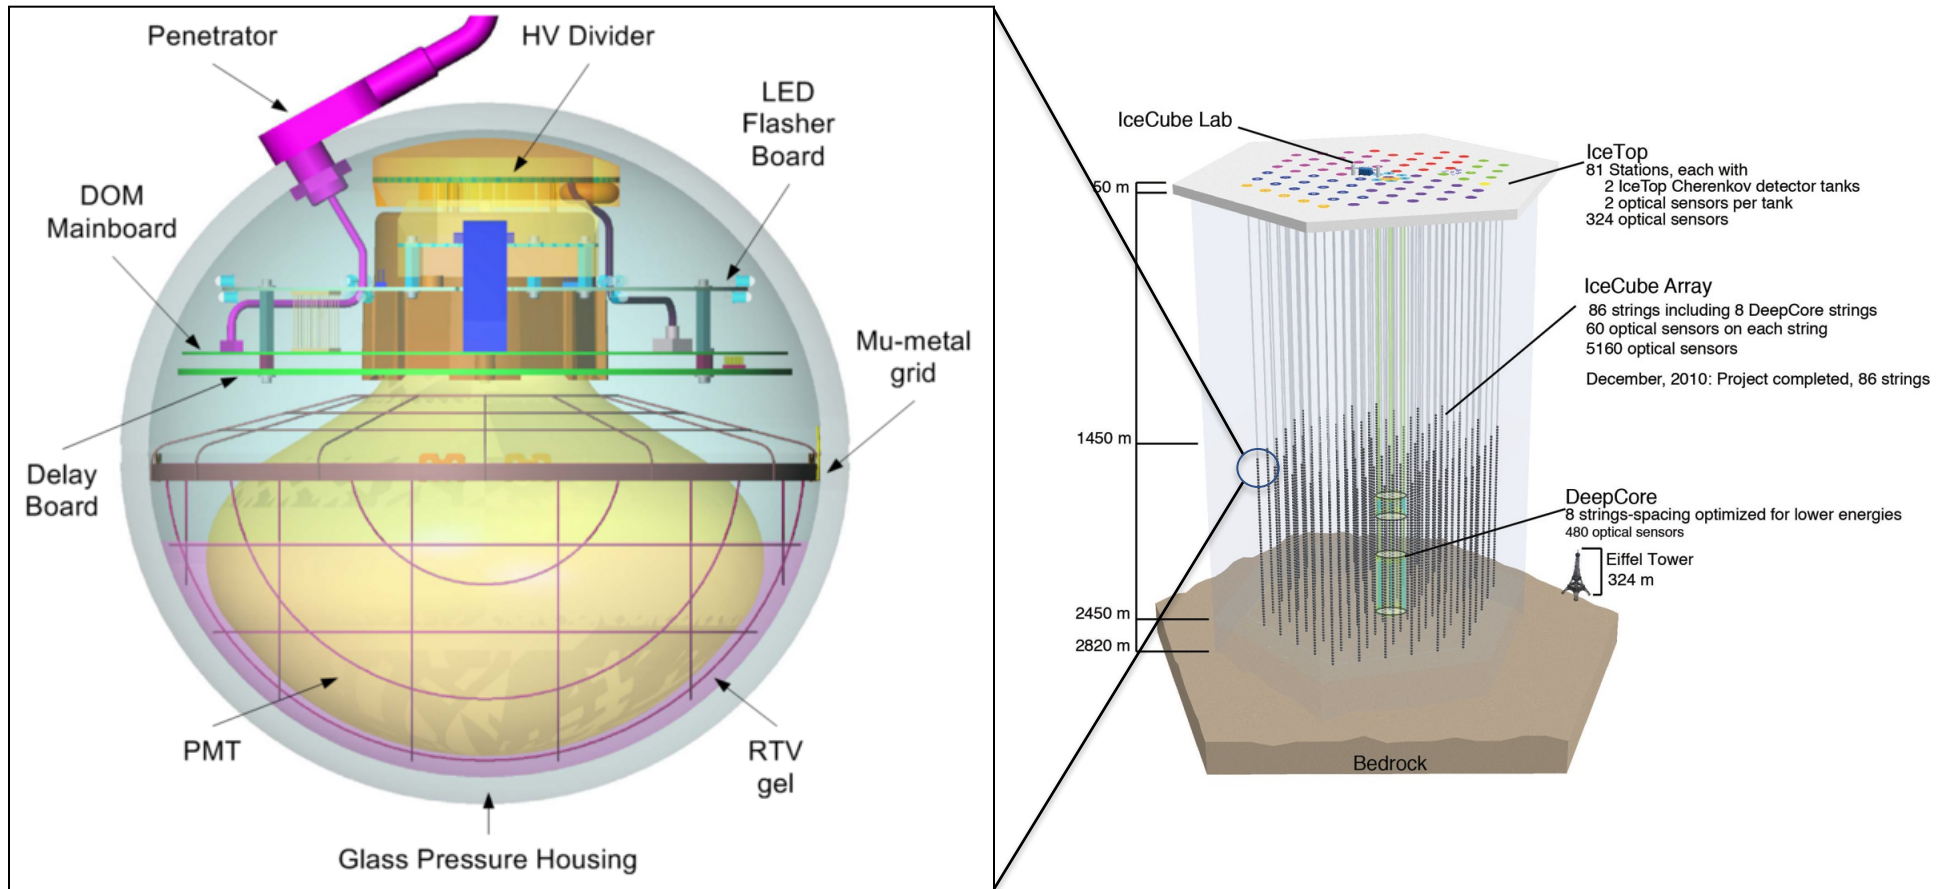 Penetrator
HV Divider
LED
Flasher
Board
DOM
Mainboard
Mu-metal
grid
Delay
Board
PMT
RTV
gel
Glass Pressure Housing
IceCube Lab
IceTop
81 Stations, each with
2 IceTop Cherenkov detector tanks
2 optical sensors per tank
324 optical sensors
50 m
IceCube Array
86 strings including 8 DeepCore strings
60 optical sensors on each string
5160 optical sensors
December, 2010: Project completed, 86 strings
1450 m
DeepCore
8 strings-spacing optimized for lower energies
480 optical sensors
Eiffel Tower
324 m
2450 m
2820 m
Bedrock